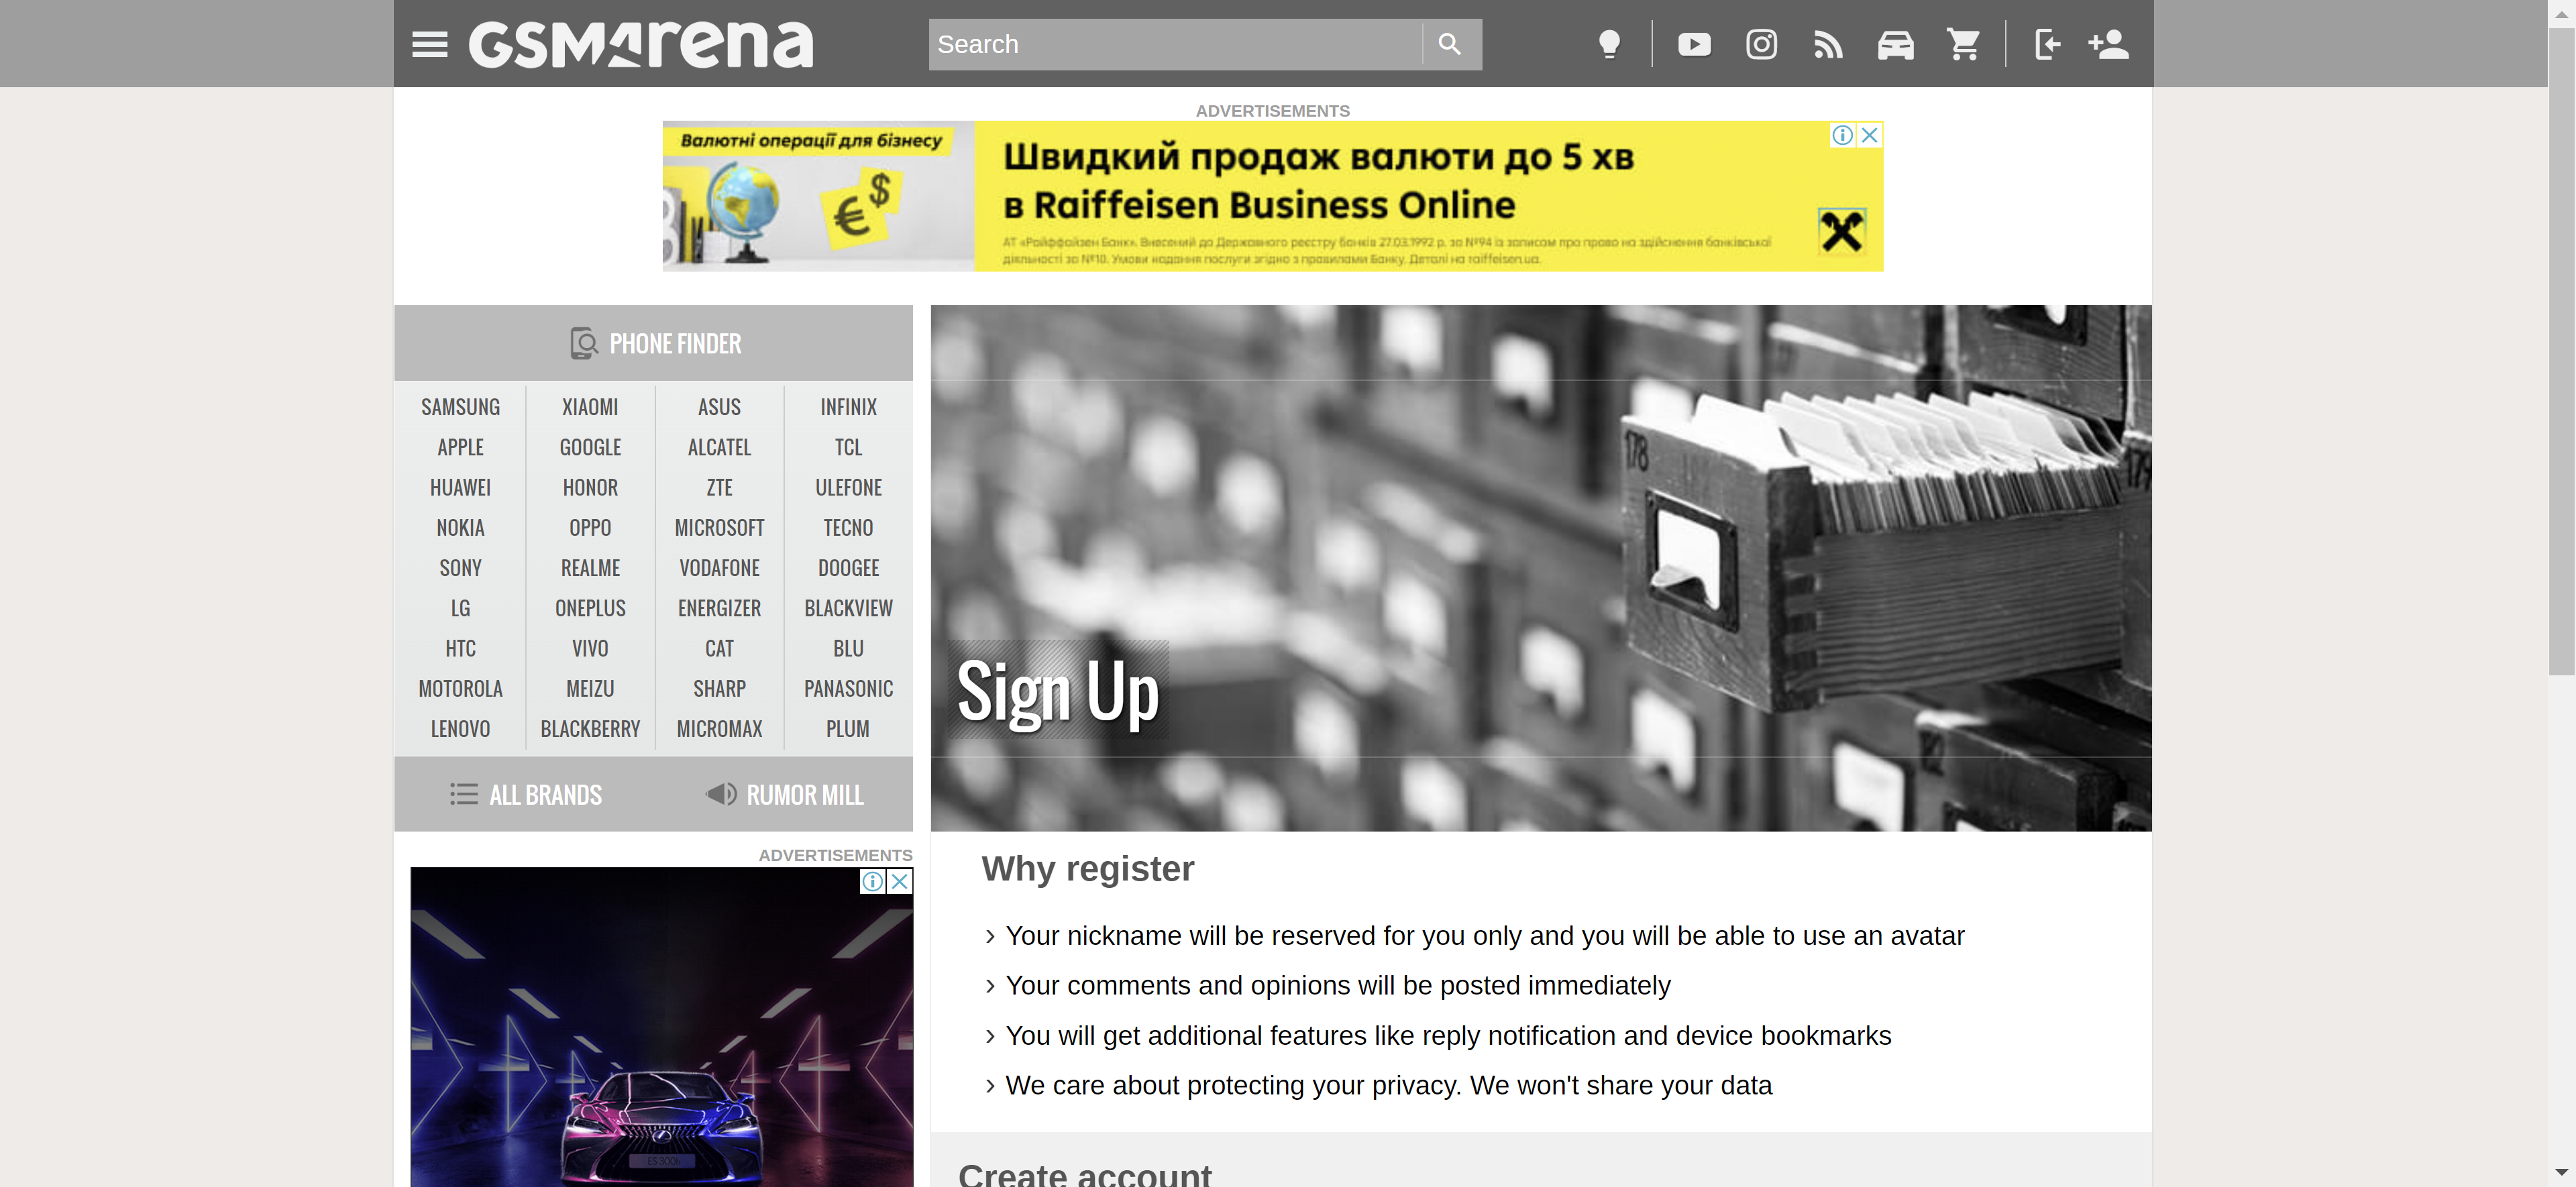 GSMArena
Search
ADVERTISEMENTS
Валютні операції для бізнесу
Швидкий продаж валюти до 5 хв
в Raiffeisen Business Online
АТ «Райффайзен Банк». Внесений до Державного реєстру банків 27.03.1992 р. за №94 із записом про право на здійснення банківської
діяльності за №10. Умови надання послуги згідно з правилами Банку. Деталі на raiffeisen.ua.
PHONE FINDER
SAMSUNG XIAOMI ASUS INFINIX
APPLE GOOGLE ALCATEL TCL
HUAWEI HONOR ZTE ULEFONE
NOKIA OPPO MICROSOFT TECNO
SONY REALME VODAFONE DOOGEE
LG ONEPLUS ENERGIZER BLACKVIEW
HTC VIVO CAT BLU
MOTOROLA MEIZU SHARP PANASONIC
LENOVO BLACKBERRY MICROMAX PLUM
ALL BRANDS RUMOR MILL
178
Sign Up
ADVERTISEMENTS
ES 300h
Why register
Your nickname will be reserved for you only and you will be able to use an avatar
Your comments and opinions will be posted immediately
You will get additional features like reply notification and device bookmarks
We care about protecting your privacy. We won't share your data
Create account